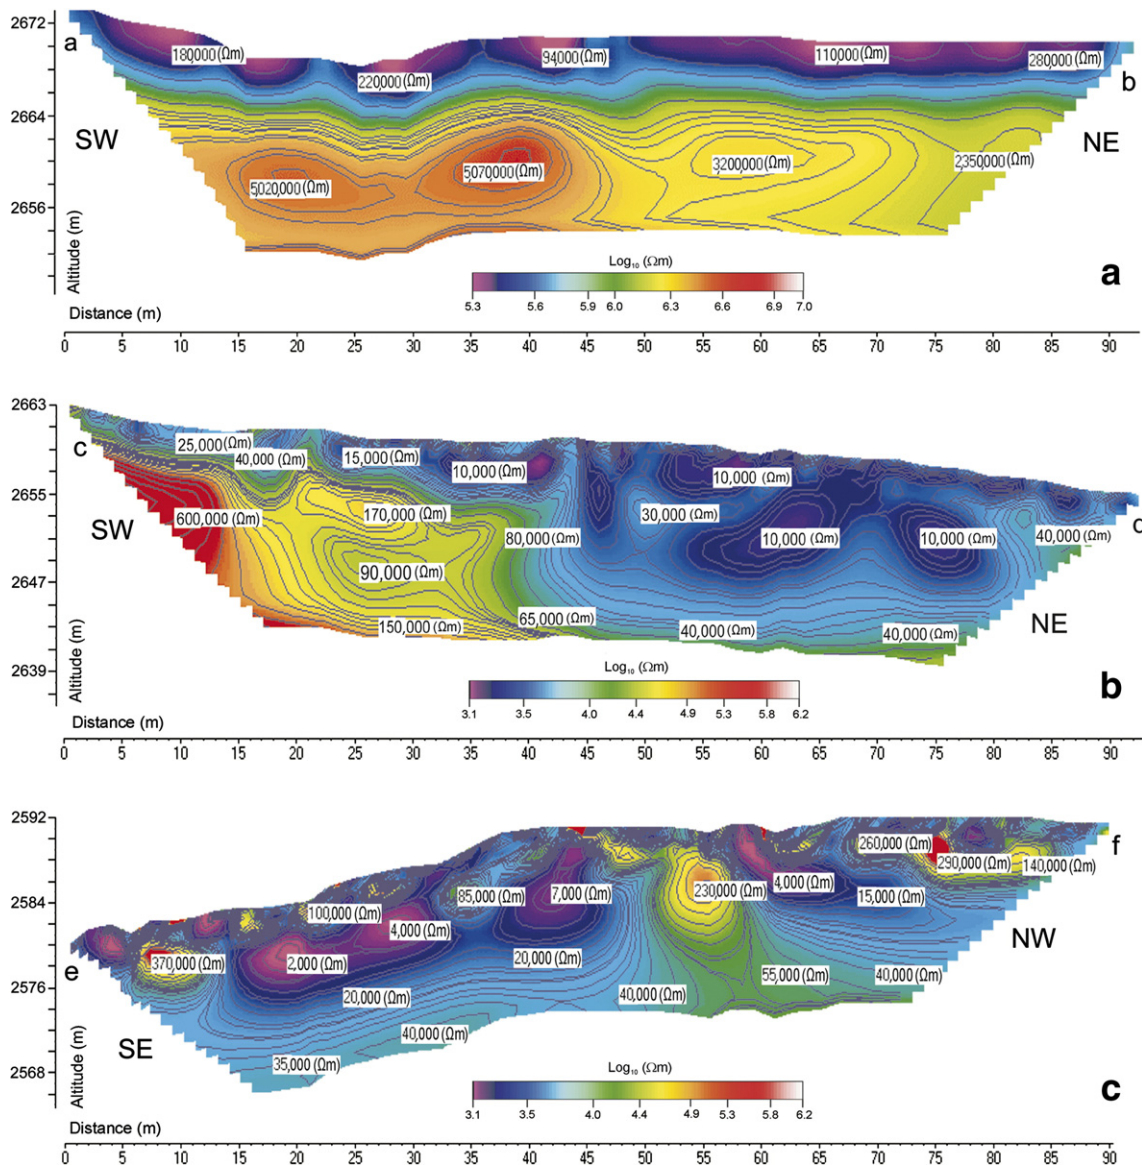 2672
a
180000 (Ωm)
94000 (Ωm)
110000 (Ωm)
280000 (Ωm)
220000 (Ωm)
b
2664
SW
NE
5,020,000 (Ωm)
5070000 (Ωm)
3200000 (Ωm)
2350000 (Ωm)
2656
Altitude (m)
Log₁₀ (Ωm)
a
5.3 5.6 5.9 6.0 6.3 6.6 6.9 7.0
Distance (m)
0 5 10 15 20 25 30 35 40 45 50 55 60 65 70 75 80 85 90
2663
c
25,000 (Ωm)
40,000 (Ωm)
15,000 (Ωm)
10,000 (Ωm)
10,000 (Ωm)
2655
SW
600,000 (Ωm)
170,000 (Ωm)
30,000 (Ωm)
d
80,000 (Ωm)
10,000 (Ωm)
10,000 (Ωm)
40,000 (Ωm)
90,000 (Ωm)
2647
65,000 (Ωm)
150,000 (Ωm)
40,000 (Ωm)
40,000 (Ωm)
NE
2639
Altitude (m)
Log₁₀ (Ωm)
b
3.1 3.5 4.0 4.4 4.9 5.3 5.8 6.2
Distance (m)
0 5 10 15 20 25 30 35 40 45 50 55 60 65 70 75 80 85 90
2592
f
260,000 (Ωm)
290,000 (Ωm)
140,000 (Ωm)
2584
100,000 (Ωm)
85,000 (Ωm)
7,000 (Ωm)
230,000 (Ωm)
4,000 (Ωm)
15,000 (Ωm)
4,000 (Ωm)
NW
e
370,000 (Ωm)
2,000 (Ωm)
20,000 (Ωm)
55,000 (Ωm)
40,000 (Ωm)
2576
20,000 (Ωm)
40,000 (Ωm)
40,000 (Ωm)
SE
35,000 (Ωm)
2568
Altitude (m)
Log₁₀ (Ωm)
c
3.1 3.5 4.0 4.4 4.9 5.3 5.8 6.2
Distance (m)
0 5 10 15 20 25 30 35 40 45 50 55 60 65 70 75 80 85 90